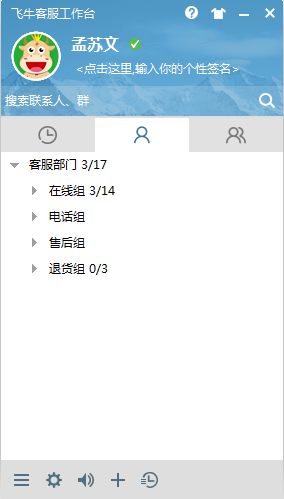 飞牛客服工作台
孟苏文
<点击这里,输入你的个性签名>
搜索联系人、群
客服部门 3/17
在线组 3/14
电话组
售后组
退货组 0/3